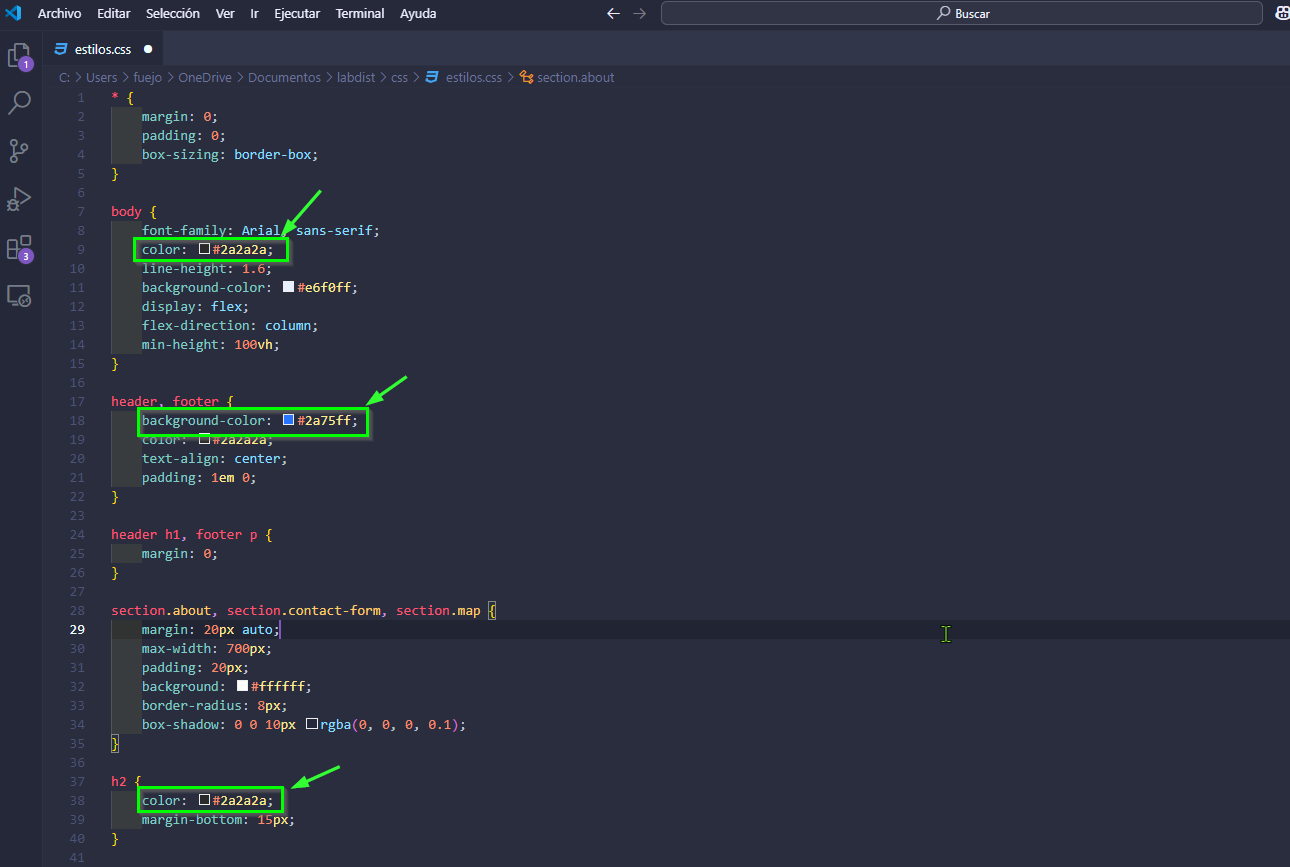 Archivo Editar Selección Ver Ir Ejecutar Terminal Ayuda Buscar
estilos.css
C: > Users > fuejo > OneDrive > Documentos > labdist > css > estilos.css > section.about
1 * {
2 margin: 0;
3 padding: 0;
4 box-sizing: border-box;
5 }
6
7 body {
8 font-family: Arial, sans-serif;
9 color: #2a2a2a;
10 line-height: 1.6;
11 background-color: #e6f0ff;
12 display: flex;
13 flex-direction: column;
14 min-height: 100vh;
15 }
16
17 header, footer {
18 background-color: #2a75ff;
19 color: #2a2a2a;
20 text-align: center;
21 padding: 1em 0;
22 }
23
24 header h1, footer p {
25 margin: 0;
26 }
27
28 section.about, section.contact-form, section.map {
29 margin: 20px auto;
30 max-width: 700px;
31 padding: 20px;
32 background: #ffffff;
33 border-radius: 8px;
34 box-shadow: 0 0 10px rgba(0, 0, 0, 0.1);
35 }
36
37 h2 {
38 color: #2a2a2a;
39 margin-bottom: 15px;
40 }
41
1
3